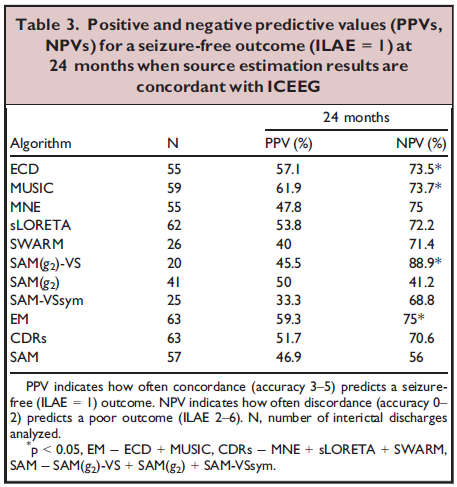 Table 3. Positive and negative predictive values (PPVs,
NPVs) for a seizure-free outcome (ILAE = 1) at
24 months when source estimation results are
concordant with ICEEG
24 months
Algorithm N PPV (%) NPV (%)
ECD 55 57.1 73.5*
MUSIC 59 61.9 73.7*
MNE 55 47.8 75
sLORETA 62 53.8 72.2
SWARM 26 40 71.4
SAM(g₂)-VS 20 45.5 88.9*
SAM(g₂) 41 50 41.2
SAM-VSsym 25 33.3 68.8
EM 63 59.3 75*
CDRs 63 51.7 70.6
SAM 57 46.9 56
PPV indicates how often concordance (accuracy 3–5) predicts a seizure-
free (ILAE = 1) outcome. NPV indicates how often discordance (accuracy 0–
2) predicts a poor outcome (ILAE 2–6). N, number of interictal discharges
analyzed.
*p < 0.05, EM – ECD + MUSIC, CDRs – MNE + sLORETA + SWARM,
SAM – SAM(g₂)-VS + SAM(g₂) + SAM-VSsym.